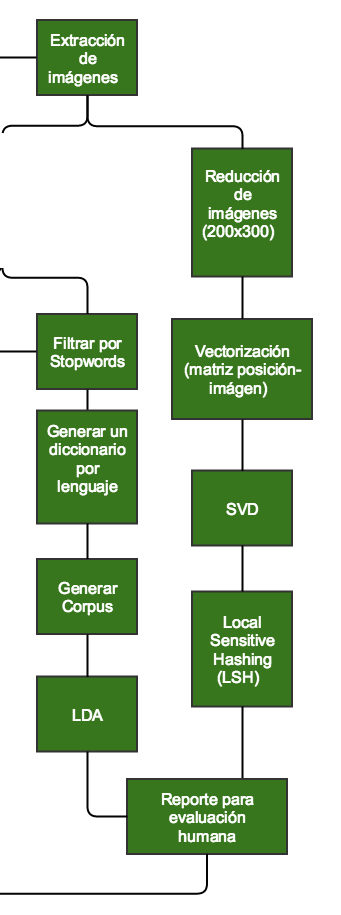 Extracción
de
imágenes
Reducción
de
imágenes
(200x300)
Filtrar por
Stopwords
Vectorización
(matriz posición-
imágen)
Generar un
diccionario
por
lenguaje
SVD
Generar
Corpus
Local
Sensitive
Hashing
(LSH)
LDA
Reporte para
evaluación
humana